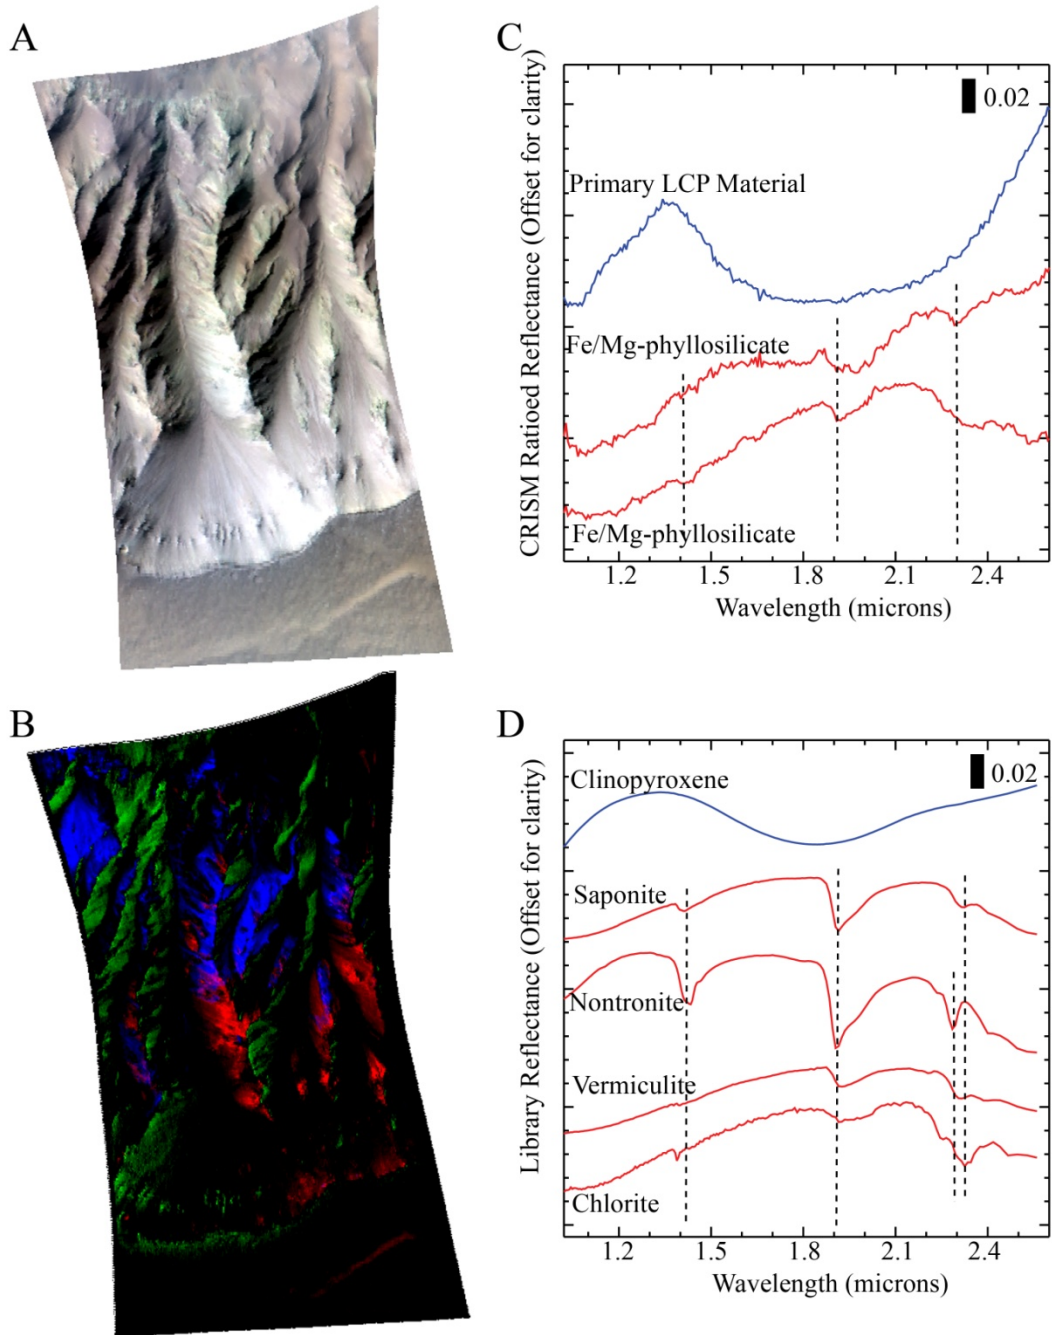 A
C
CRISM Ratioed Reflectance (Offset for clarity)
0.02
Primary LCP Material
Fe/Mg-phyllosilicate
Fe/Mg-phyllosilicate
1.2 1.5 1.8 2.1 2.4
Wavelength (microns)
B
D
Library Reflectance (Offset for clarity)
0.02
Clinopyroxene
Saponite
Nontronite
Vermiculite
Chlorite
1.2 1.5 1.8 2.1 2.4
Wavelength (microns)